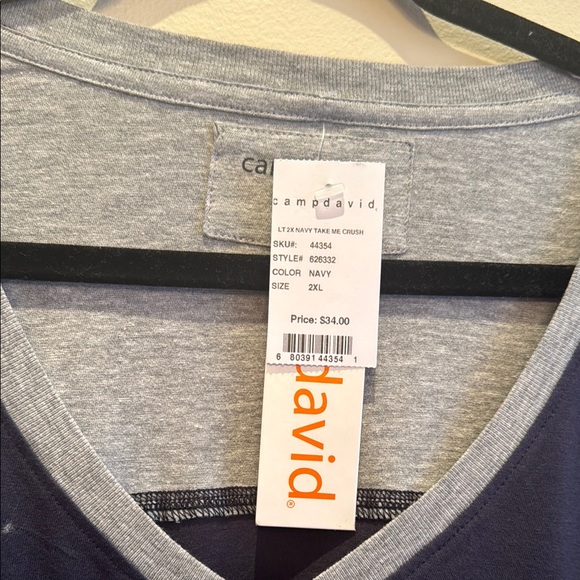 ca
campdavid
LT 2X NAVY TAKE ME CRUSH
SKU#: 44354
STYLE# 626332
COLOR NAVY
SIZE 2XL
Price: $34.00
6 80391 44354 1
david®